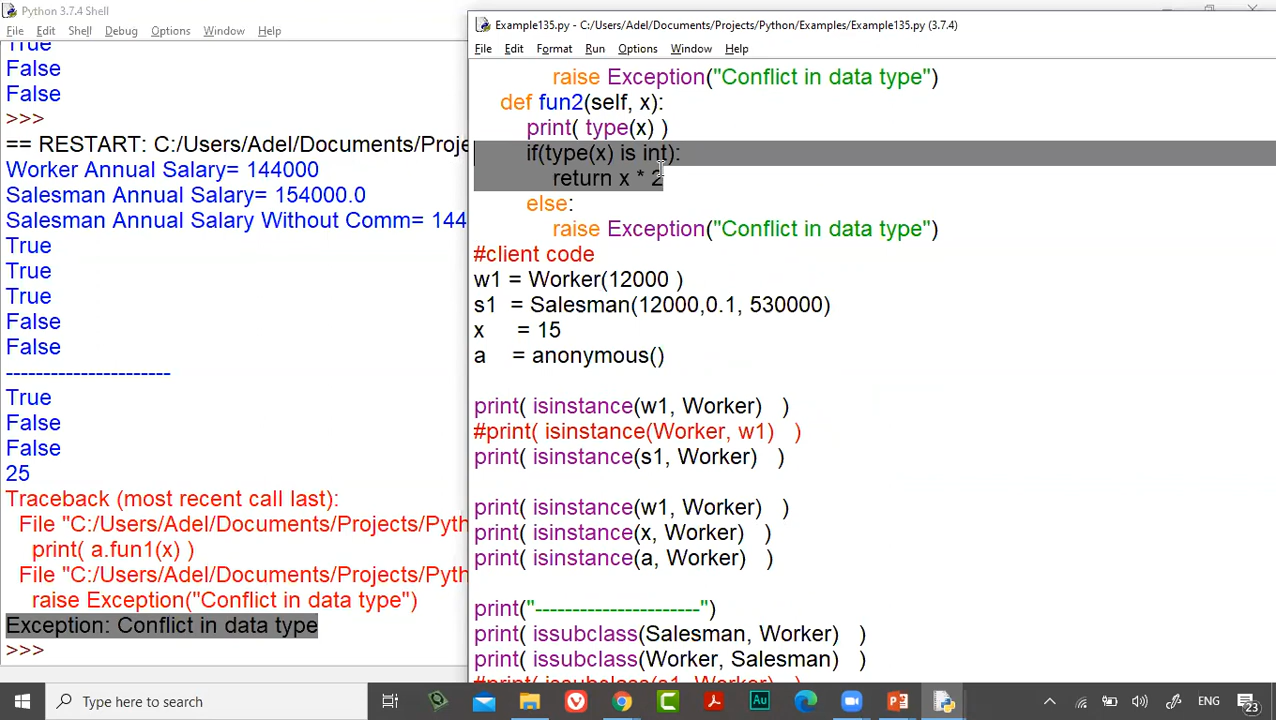 Python 3.7.4 Shell
File Edit Shell Debug Options Window Help
True
False
False
>>>
== RESTART: C:/Users/Adel/Documents/Projec
Worker Annual Salary= 144000
Salesman Annual Salary= 154000.0
Salesman Annual Salary Without Comm= 144
True
True
True
False
False
----------------------
True
False
False
25
Traceback (most recent call last):
File "C:/Users/Adel/Documents/Projects/Pyth
print( a.fun1(x) )
File "C:/Users/Adel/Documents/Projects/Pyth
raise Exception("Conflict in data type")
Exception: Conflict in data type
>>>
Example135.py - C:/Users/Adel/Documents/Projects/Python/Examples/Example135.py (3.7.4)
File Edit Format Run Options Window Help
raise Exception("Conflict in data type")
def fun2(self, x):
print( type(x) )
if(type(x) is int):
return x * 2
else:
raise Exception("Conflict in data type")
#client code
w1 = Worker(12000 )
s1 = Salesman(12000,0.1, 530000)
x = 15
a = anonymous()
print( isinstance(w1, Worker) )
#print( isinstance(Worker, w1) )
print( isinstance(s1, Worker) )
print( isinstance(w1, Worker) )
print( isinstance(x, Worker) )
print( isinstance(a, Worker) )
print("----------------------")
print( issubclass(Salesman, Worker) )
print( issubclass(Worker, Salesman) )
#print( issubclass(s1, Worker) )
Type here to search
Au
ENG
23